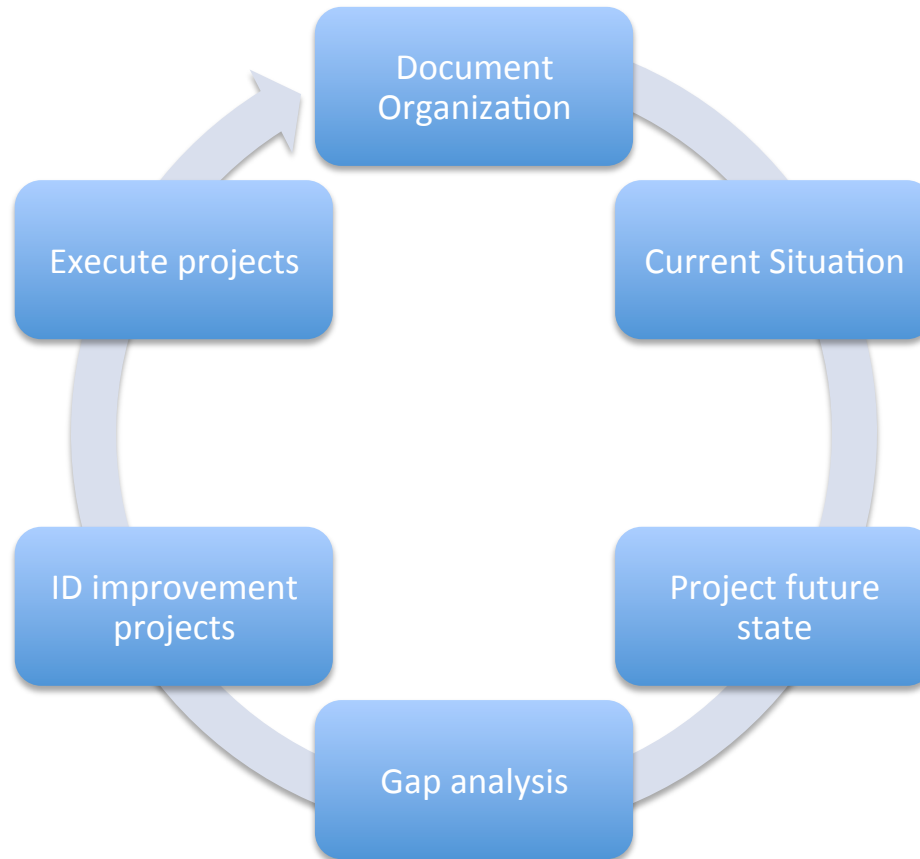 Document
Organization
Current Situation
Project future
state
Gap analysis
ID improvement
projects
Execute projects